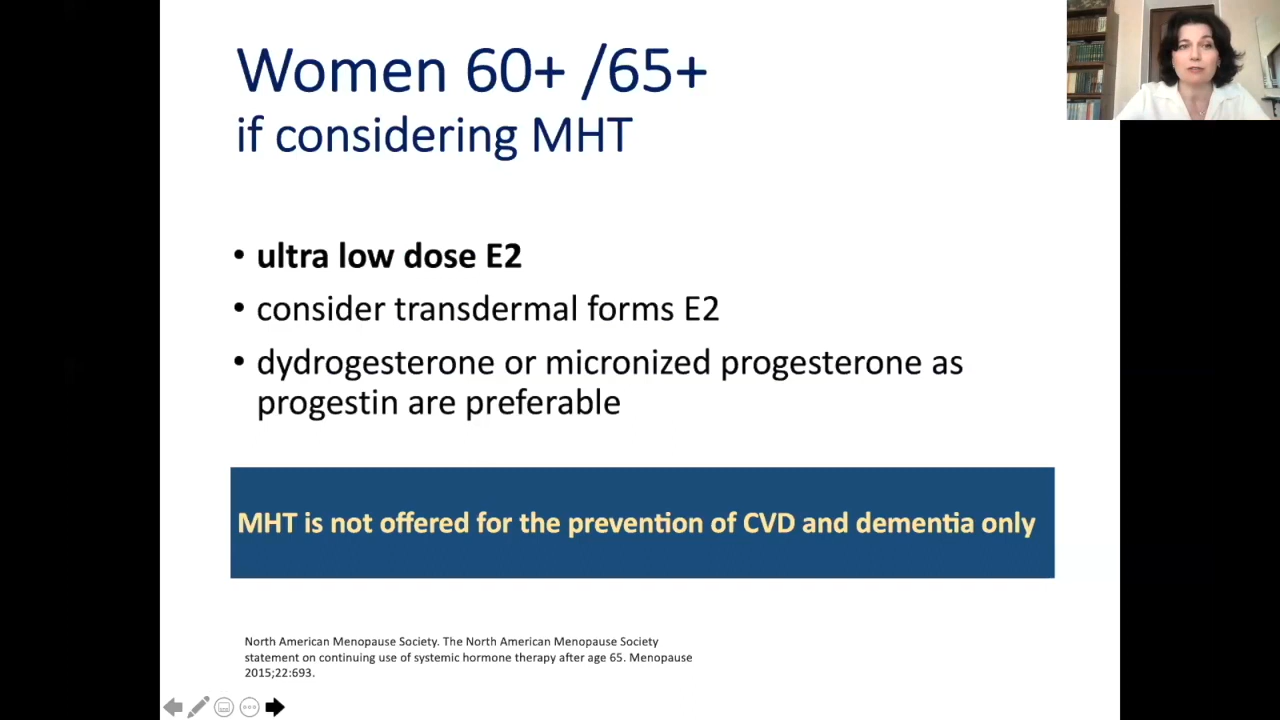 Women 60+ /65+
if considering MHT
• ultra low dose E2
• consider transdermal forms E2
• dydrogesterone or micronized progesterone as
progestin are preferable
MHT is not offered for the prevention of CVD and dementia only
North American Menopause Society. The North American Menopause Society
statement on continuing use of systemic hormone therapy after age 65. Menopause
2015;22:693.